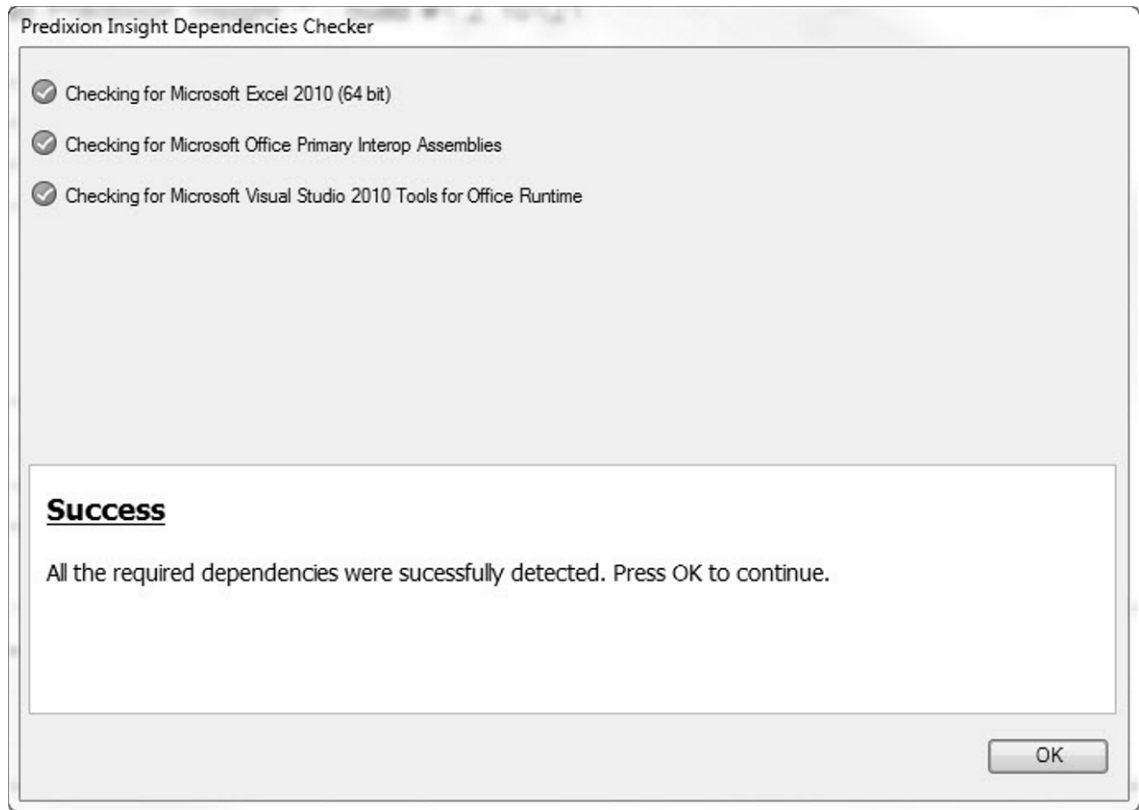 Predixion Insight Dependencies Checker
Checking for Microsoft Excel 2010 (64 bit)
Checking for Microsoft Office Primary Interop Assemblies
Checking for Microsoft Visual Studio 2010 Tools for Office Runtime
Success
All the required dependencies were sucessfully detected. Press OK to continue.
OK